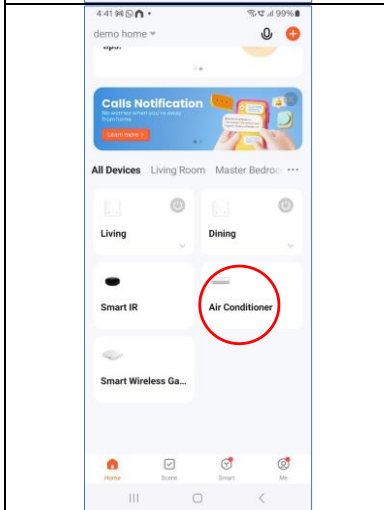 4:41
99%
demo home
tips.
Calls Notification
No worries when you're away
from home
Learn more >
All Devices Living Room Master Bedroo ...
Living
Dining
Smart IR
Air Conditioner
Smart Wireless Ga...
Home
Scene
Smart
Me